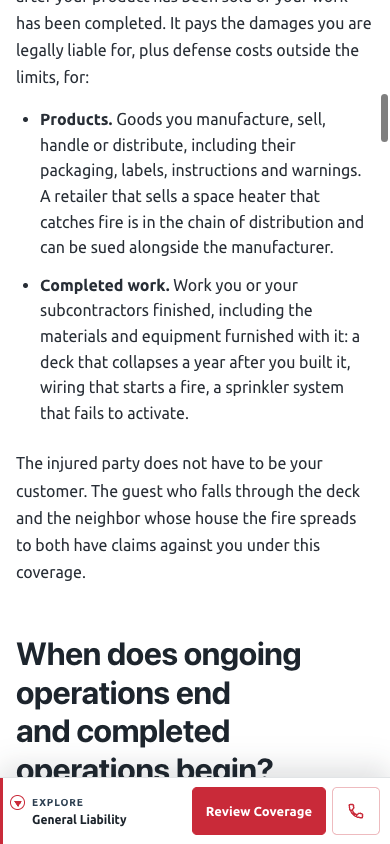 after your product has been sold or your work
has been completed. It pays the damages you are
legally liable for, plus defense costs outside the
limits, for:
• Products. Goods you manufacture, sell,
handle or distribute, including their
packaging, labels, instructions and warnings.
A retailer that sells a space heater that
catches fire is in the chain of distribution and
can be sued alongside the manufacturer.
• Completed work. Work you or your
subcontractors finished, including the
materials and equipment furnished with it: a
deck that collapses a year after you built it,
wiring that starts a fire, a sprinkler system
that fails to activate.
The injured party does not have to be your
customer. The guest who falls through the deck
and the neighbor whose house the fire spreads
to both have claims against you under this
coverage.
When does ongoing
operations end
and completed
operations begin?
EXPLORE
General Liability
Review Coverage